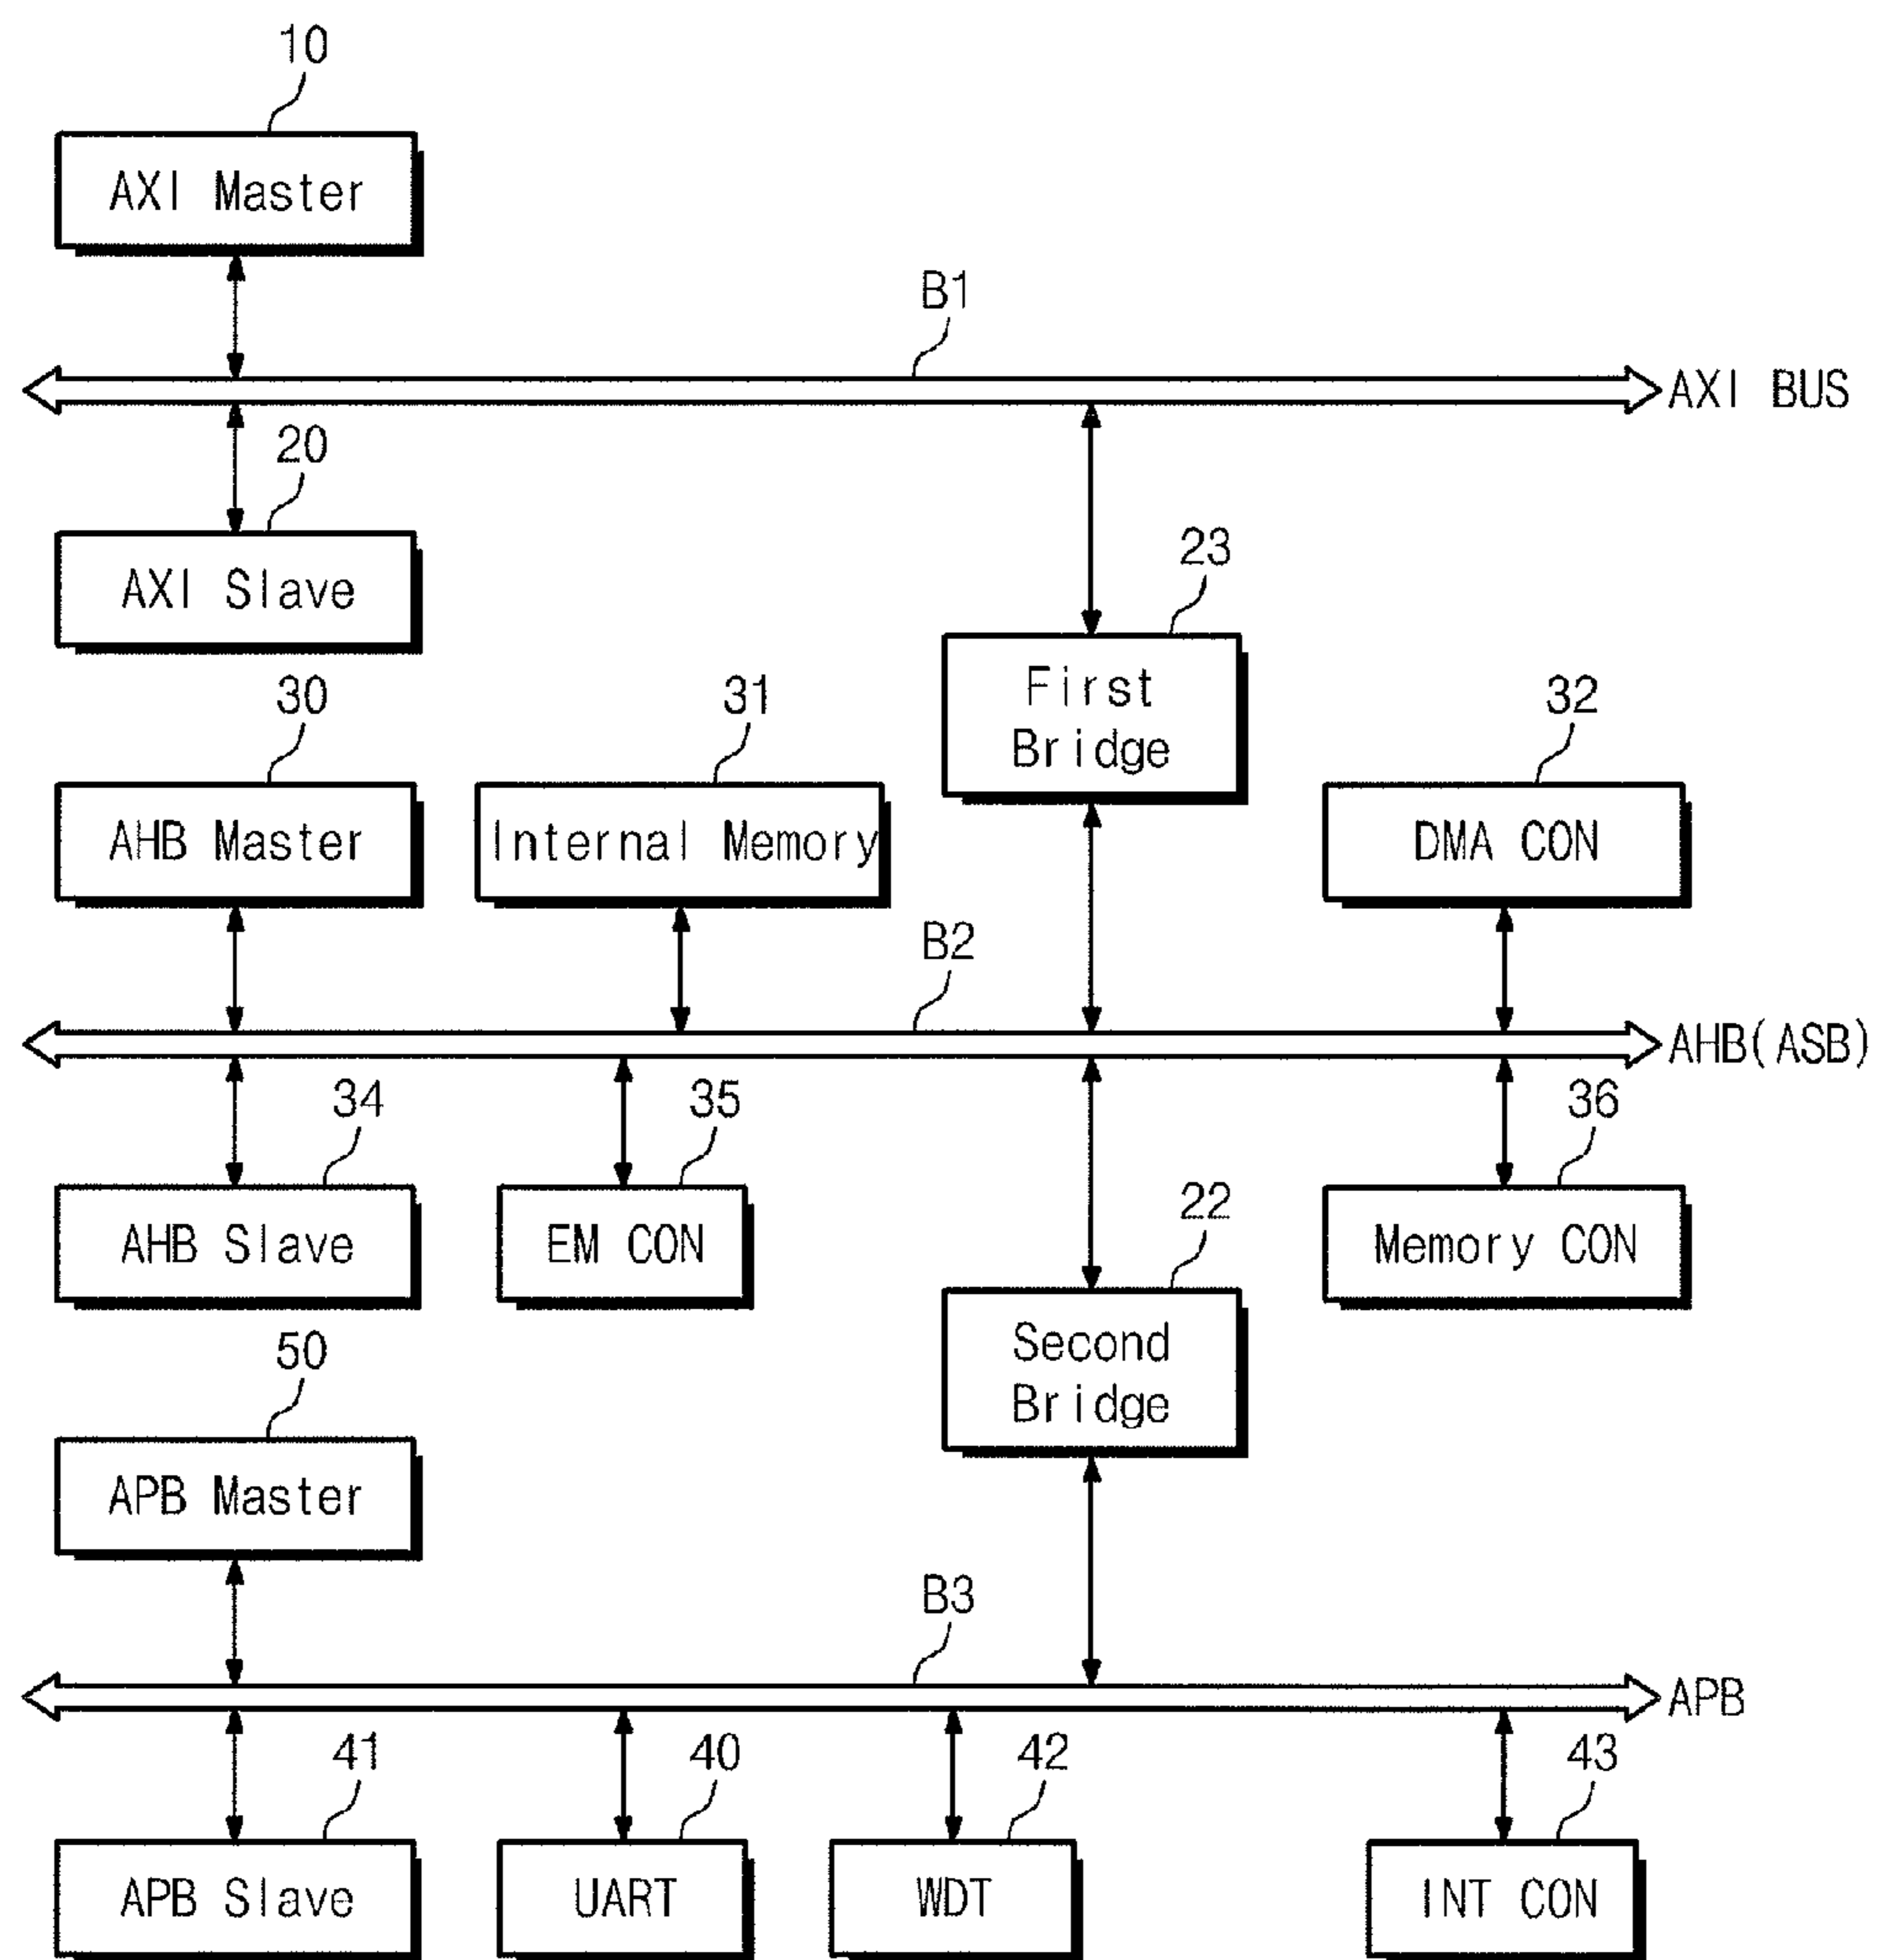 10
AXI Master
B1
AXI BUS
20
AXI Slave
23
First
Bridge
30
31
32
AHB Master
Internal Memory
DMA CON
B2
AHB(ASB)
34
35
36
AHB Slave
EM CON
22
Memory CON
Second
Bridge
50
APB Master
B3
APB
41
40
42
43
APB Slave
UART
WDT
INT CON